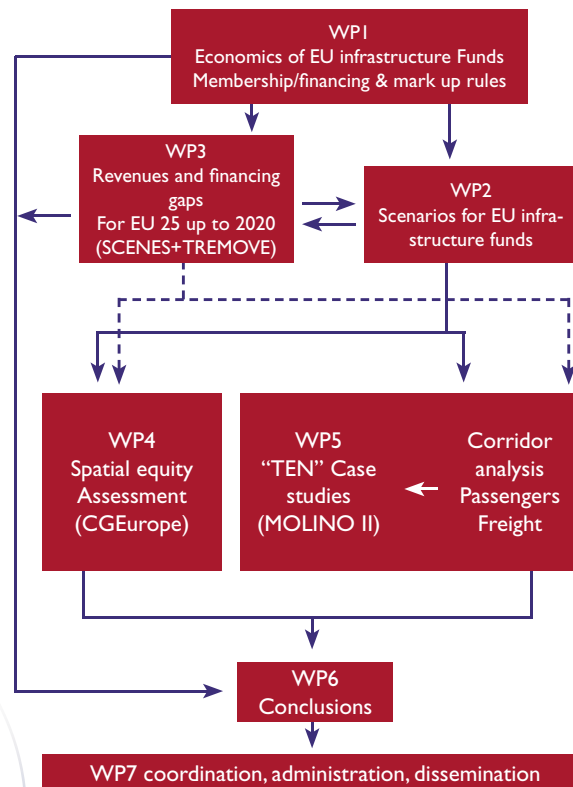 WP1
Economics of EU infrastructure Funds
Membership/financing & mark up rules
WP3
Revenues and financing
gaps
For EU 25 up to 2020
(SCENES+TREMOVE)
WP2
Scenarios for EU infra-
structure funds
WP4
Spatial equity
Assessment
(CGEurope)
WP5
“TEN” Case
studies
(MOLINO II)
Corridor
analysis
Passengers
Freight
WP6
Conclusions
WP7 coordination, administration, dissemination